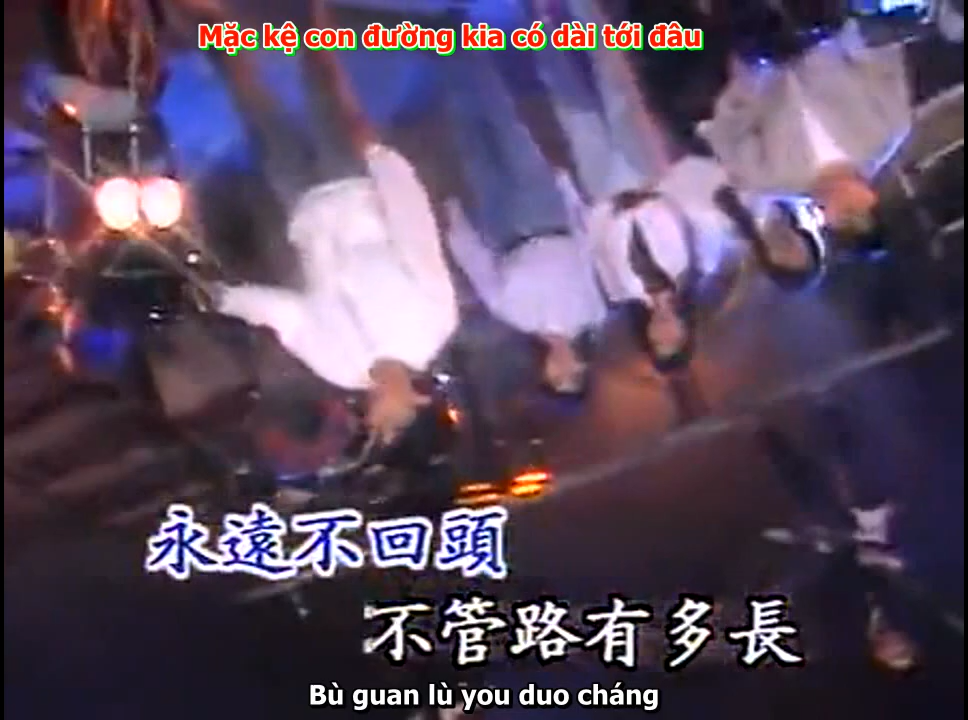 Mặc kệ con đường kia có dài tới đâu
永遠不回頭
不管路有多長
Bù guan lù you duo cháng